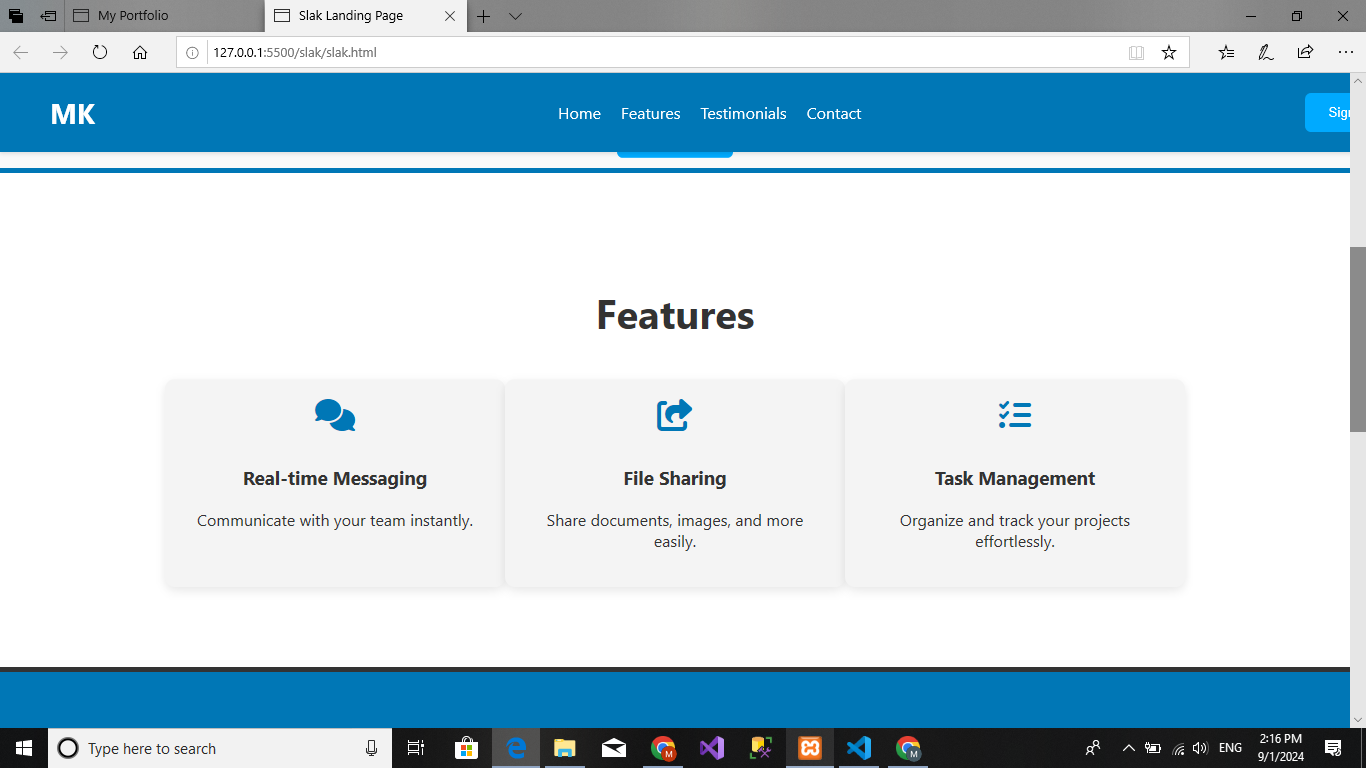 My Portfolio
Slak Landing Page
127.0.0.1:5500/slak/slak.html
MK
Home
Features
Testimonials
Contact
Sign
Features
Real-time Messaging
Communicate with your team instantly.
File Sharing
Share documents, images, and more
easily.
Task Management
Organize and track your projects
effortlessly.
Type here to search
M
M
ENG
2:16 PM
9/1/2024